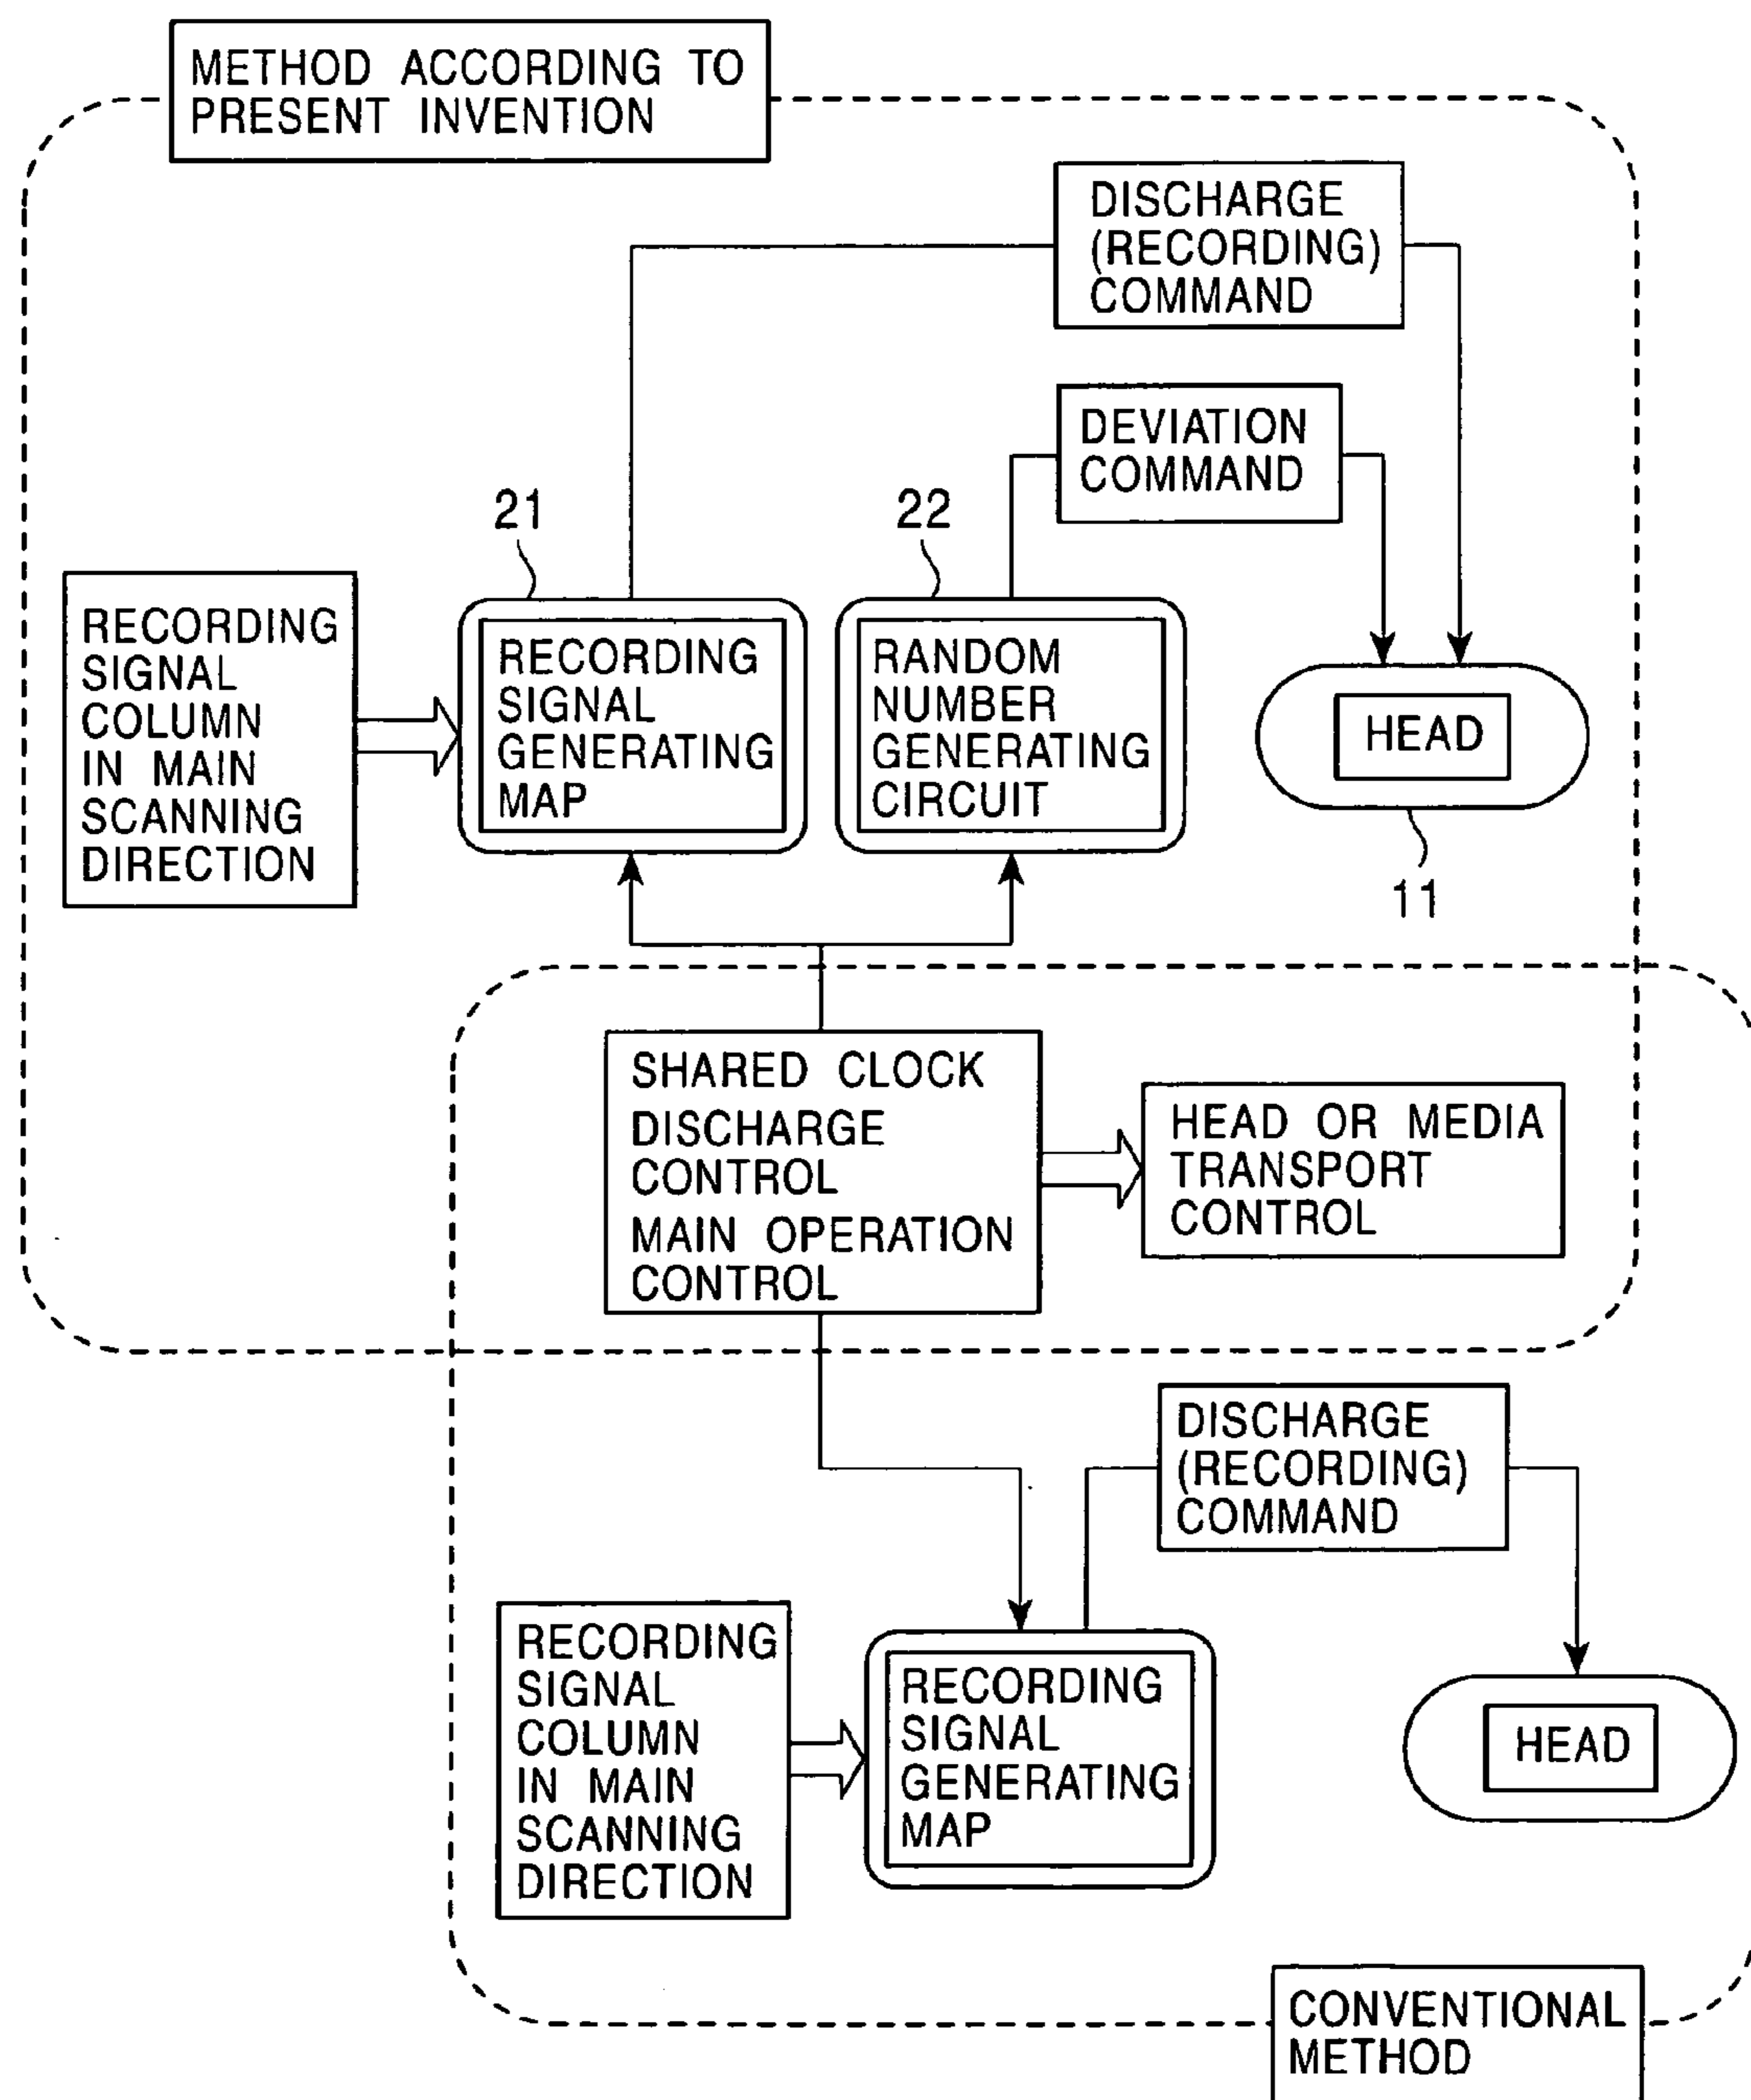 METHOD ACCORDING TO
PRESENT INVENTION
DISCHARGE
(RECORDING)
COMMAND
DEVIATION
COMMAND
21
22
RECORDING
SIGNAL
COLUMN
IN MAIN
SCANNING
DIRECTION
RECORDING
SIGNAL
GENERATING
MAP
RANDOM
NUMBER
GENERATING
CIRCUIT
HEAD
11
SHARED CLOCK
DISCHARGE
CONTROL
MAIN OPERATION
CONTROL
HEAD OR MEDIA
TRANSPORT
CONTROL
DISCHARGE
(RECORDING)
COMMAND
RECORDING
SIGNAL
COLUMN
IN MAIN
SCANNING
DIRECTION
RECORDING
SIGNAL
GENERATING
MAP
HEAD
CONVENTIONAL
METHOD